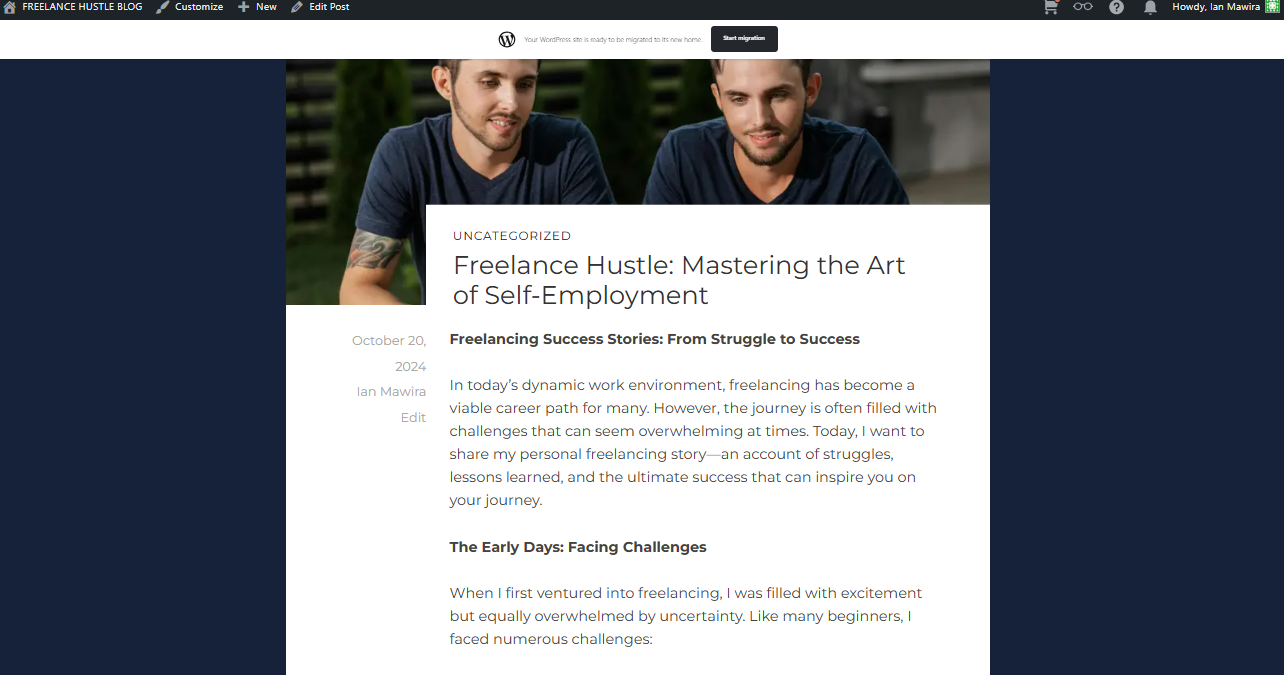 FREELANCE HUSTLE BLOG Customize New Edit Post Howdy, Ian Mawira
Your WordPress site is ready to be migrated to its new home. Start migration
UNCATEGORIZED
Freelance Hustle: Mastering the Art
of Self-Employment
October 20,
2024
Ian Mawira
Edit
Freelancing Success Stories: From Struggle to Success
In today’s dynamic work environment, freelancing has become a
viable career path for many. However, the journey is often filled with
challenges that can seem overwhelming at times. Today, I want to
share my personal freelancing story—an account of struggles,
lessons learned, and the ultimate success that can inspire you on
your journey.
The Early Days: Facing Challenges
When I first ventured into freelancing, I was filled with excitement
but equally overwhelmed by uncertainty. Like many beginners, I
faced numerous challenges: